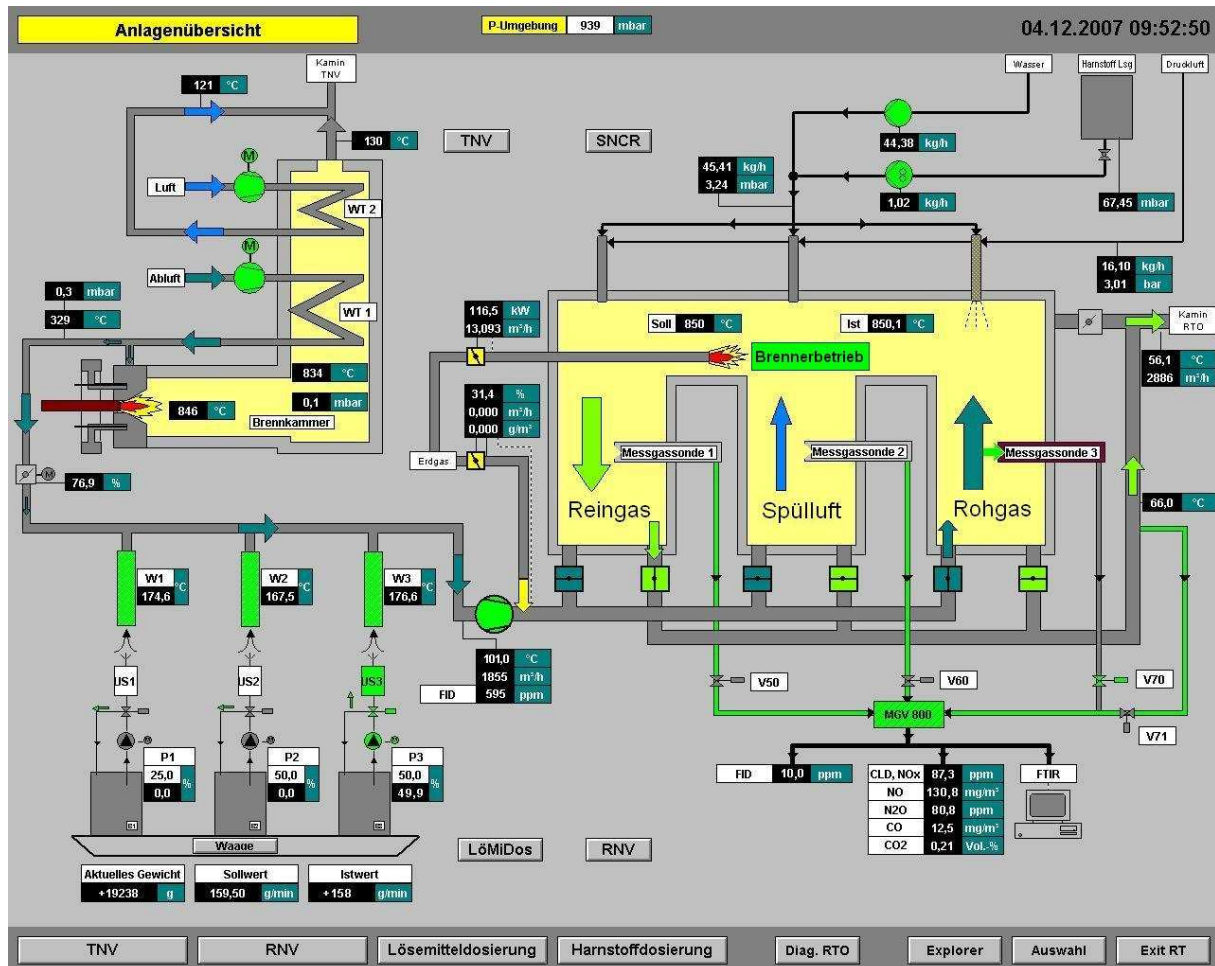 Anlagenübersicht
P-Umgebung 939 mbar
04.12.2007 09:52:50
Kamin
TNV
121 °C
130 °C
TNV
SNCR
Wasser
Harnstoff Lsg
Druckluft
44,38 kg/h
45,41 kg/h
3,24 mbar
1,02 kg/h
67,45 mbar
M
Luft
WT 2
M
Abluft
WT 1
0,3 mbar
329 °C
16,10 kg/h
3,01 bar
116,5 kW
13,093 m³/h
Soll 850 °C
Ist 850,1 °C
Kamin
RTO
56,1 °C
2886 m³/h
Brennerbetrieb
834 °C
0,1 mbar
846 °C
Brennkammer
31,4 %
0,000 m³/h
0,000 g/m³
Erdgas
Messgassonde 1
Messgassonde 2
Messgassonde 3
M
76,9 %
Reingas
Spülluft
Rohgas
66,0 °C
W1
174,6 °C
W2
167,5 °C
W3
176,6 °C
101,0 °C
1855 m³/h
FID 595 ppm
US1
US2
US3
V50
V60
V70
V71
MGV 800
M
M
M
P1
25,0
0,0 %
P2
50,0
0,0 %
P3
50,0
49,9 %
FID 10,0 ppm
CLD, NOx 87,3 ppm
NO 130,8 mg/m³
N2O 80,8 ppm
CO 12,5 mg/m³
CO2 0,21 Vol.-%
FTIR
Waage
LöMiDos
RNV
Aktuelles Gewicht
+19238 g
Sollwert
159,50 g/min
Istwert
+158 g/min
TNV
RNV
Lösemitteldosierung
Harnstoffdosierung
Diag. RTO
Explorer
Auswahl
Exit RT